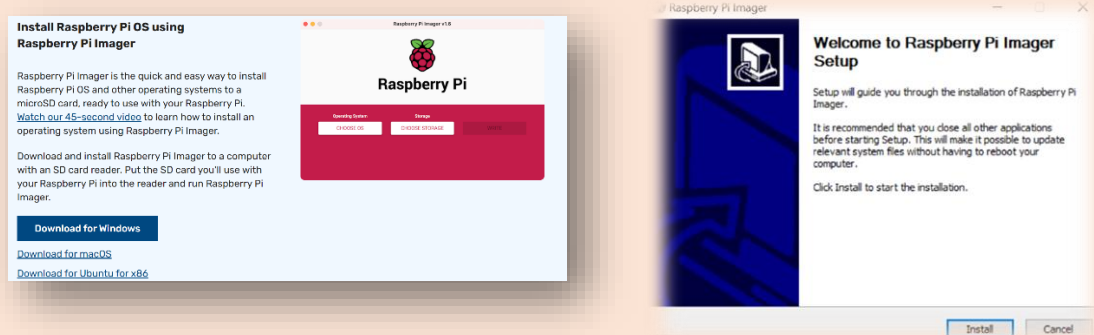 Install Raspberry Pi OS using
Raspberry Pi Imager
Raspberry Pi Imager is the quick and easy way to install
Raspberry Pi OS and other operating systems to a
microSD card, ready to use with your Raspberry Pi.
Watch our 45-second video to learn how to install an
operating system using Raspberry Pi Imager.
Download and install Raspberry Pi Imager to a computer
with an SD card reader. Put the SD card you'll use with
your Raspberry Pi into the reader and run Raspberry Pi
Imager.
Download for Windows
Download for macOS
Download for Ubuntu for x86
Raspberry Pi Imager v1.6
Raspberry Pi
Operating System
Storage
CHOOSE OS
CHOOSE STORAGE
WRITE
Raspberry Pi Imager
Welcome to Raspberry Pi Imager
Setup
Setup will guide you through the installation of Raspberry Pi
Imager.
It is recommended that you close all other applications
before starting Setup. This will make it possible to update
relevant system files without having to reboot your
computer.
Click Install to start the installation.
Install
Cancel